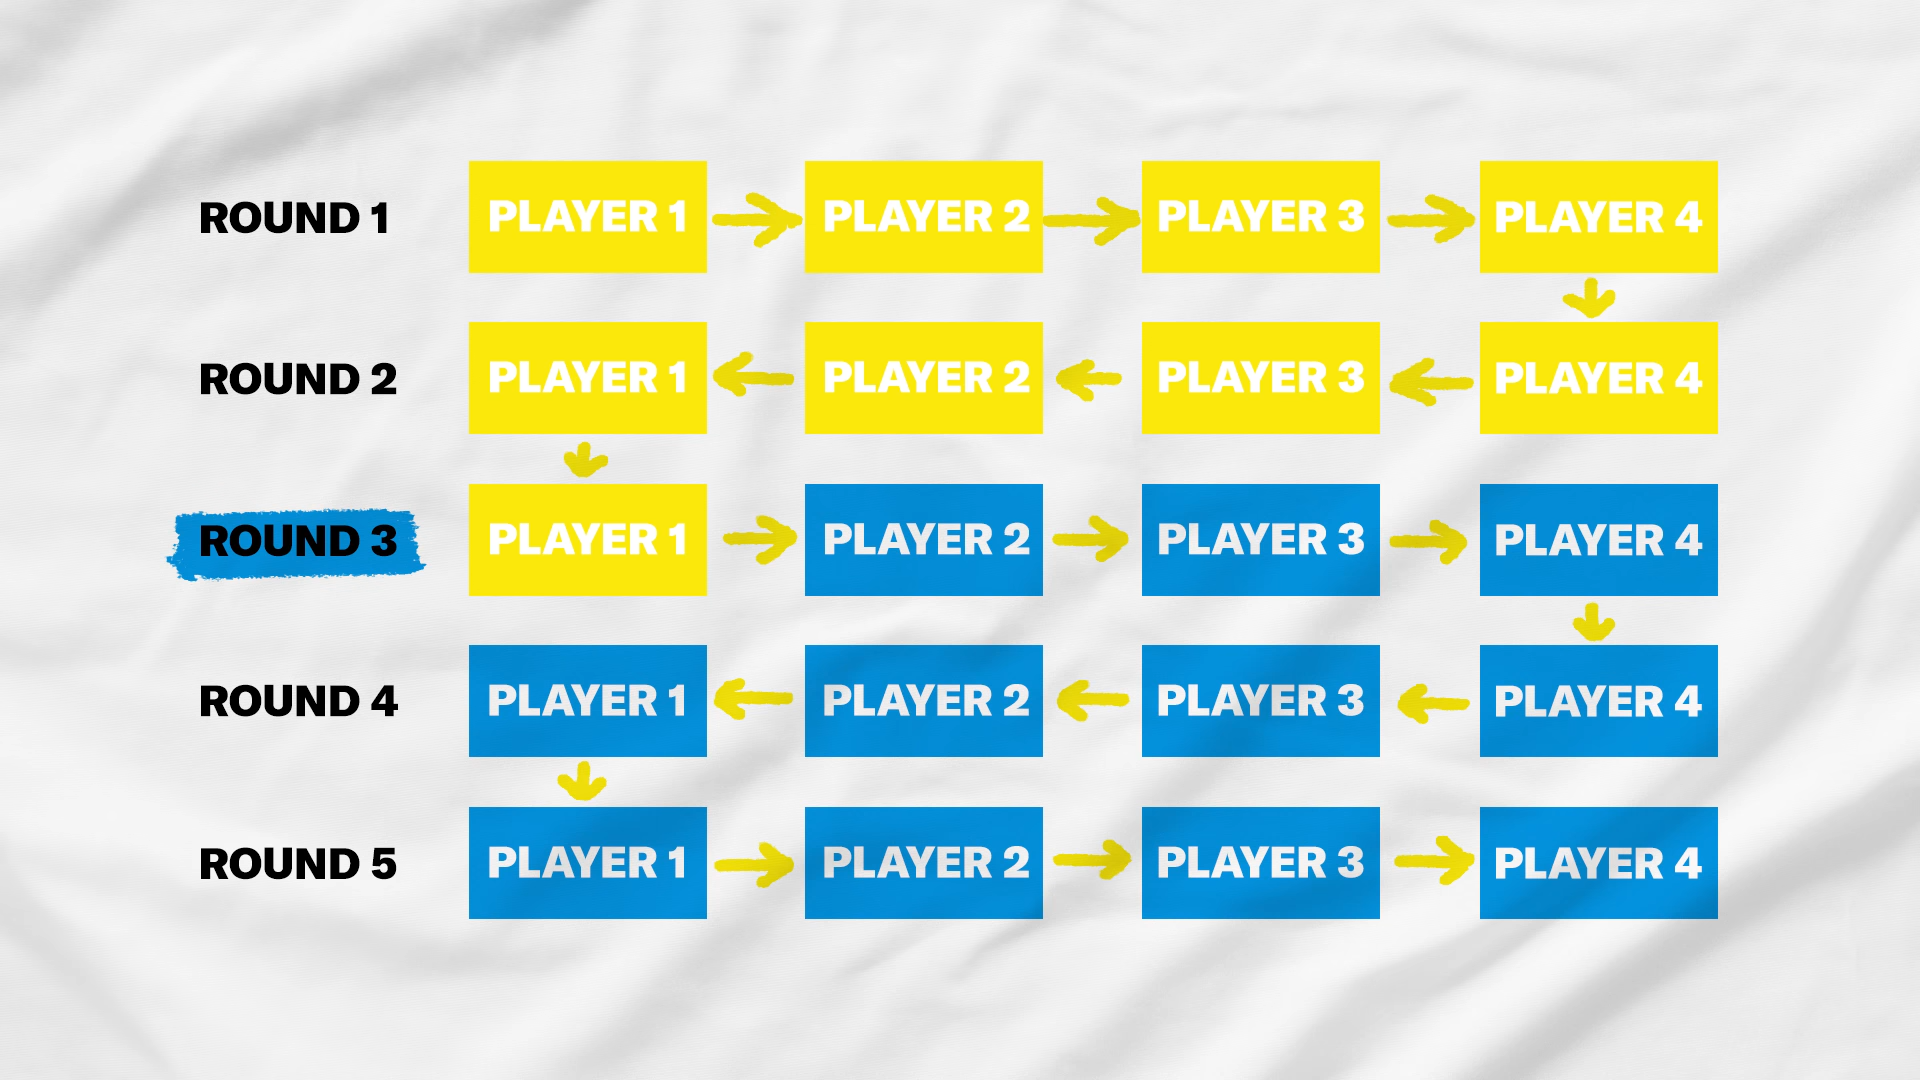 ROUND 1 PLAYER 1 PLAYER 2 PLAYER 3 PLAYER 4
ROUND 2 PLAYER 1 PLAYER 2 PLAYER 3 PLAYER 4
ROUND 3 PLAYER 1 PLAYER 2 PLAYER 3 PLAYER 4
ROUND 4 PLAYER 1 PLAYER 2 PLAYER 3 PLAYER 4
ROUND 5 PLAYER 1 PLAYER 2 PLAYER 3 PLAYER 4